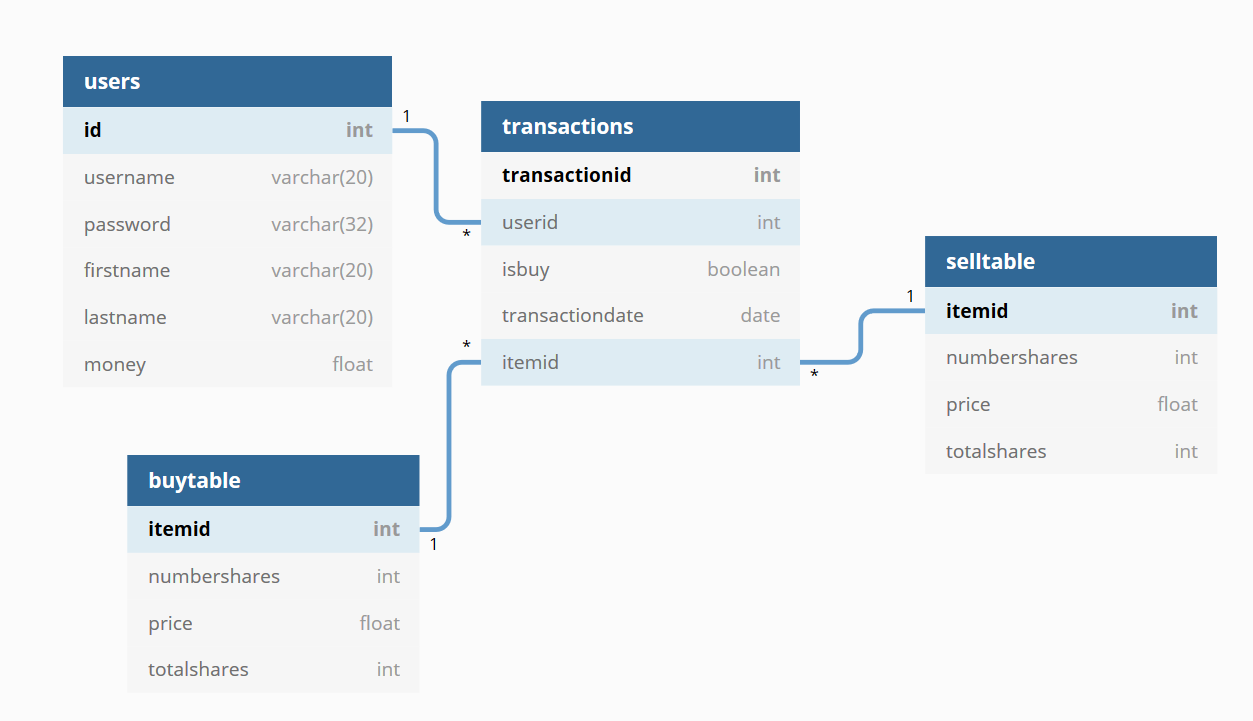 users
id int
username varchar(20)
password varchar(32)
firstname varchar(20)
lastname varchar(20)
money float
1
*
transactions
transactionid int
userid int
isbuy boolean
transactiondate date
itemid int
*
1
*
1
selltable
itemid int
numbershares int
price float
totalshares int
buytable
itemid int
numbershares int
price float
totalshares int